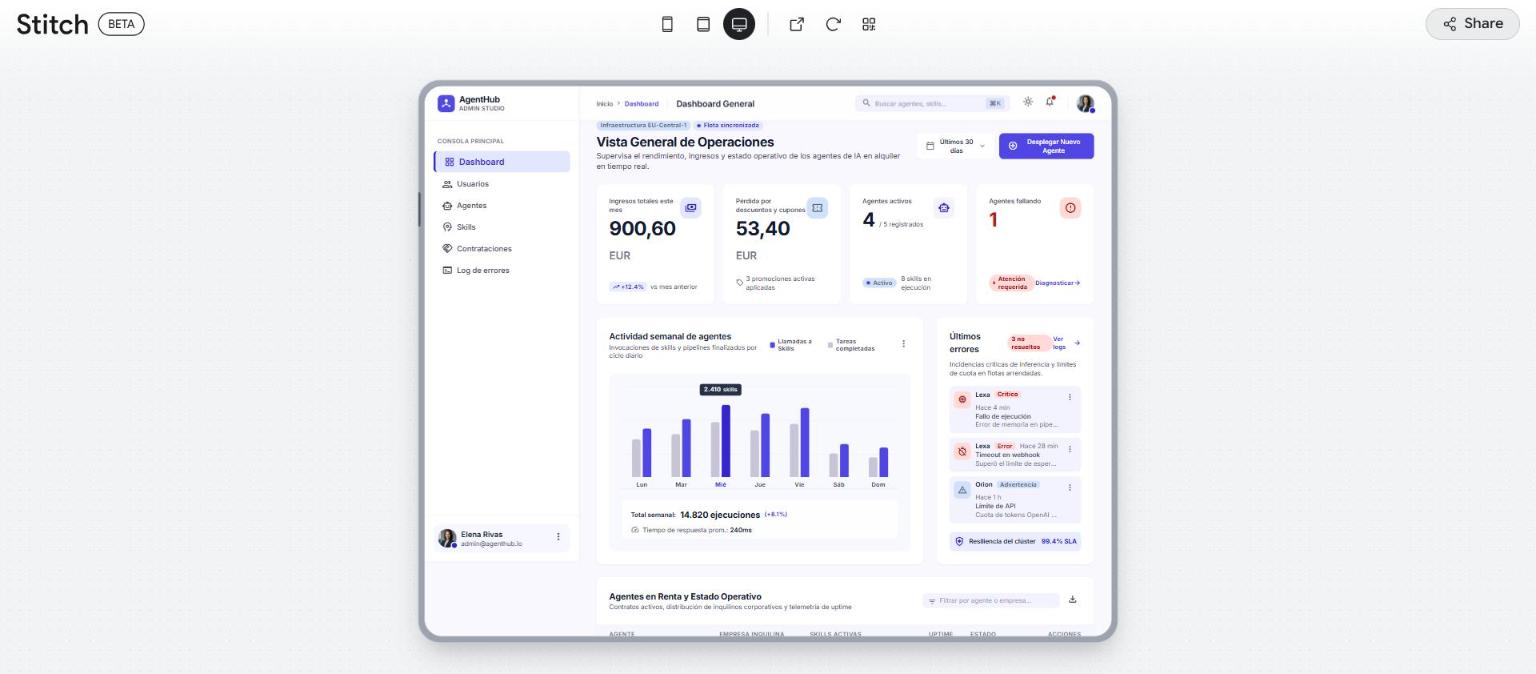 Stitch BETA
Share
AgentHub
ADMIN STUDIO
Inicio > Dashboard
Dashboard General
Buscar agentes, skills...
⌘K
CONSOLA PRINCIPAL
Dashboard
Usuarios
Agentes
Skills
Contrataciones
Log de errores
Elena Rivas
admin@agenthub.io
Infraestructura EU-Central-1
Flota sincronizada
Vista General de Operaciones
Supervisa el rendimiento, ingresos y estado operativo de los agentes de IA en alquiler
en tiempo real.
Últimos 30
días
Desplegar Nuevo
Agente
Ingresos totales este
mes
900,60
EUR
+12.4% vs mes anterior
Pérdida por
descuentos y cupones
53,40
EUR
3 promociones activas
aplicadas
Agentes activos
4 / 5 registrados
Activo
8 skills en
ejecución
Agentes fallando
1
Atención
requerida
Diagnosticar→
Actividad semanal de agentes
Invocaciones de skills y pipelines finalizados por
ciclo diario
Llamadas a
Skills
Tareas
completadas
2.410 skills
Lun Mar Mié Jue Vie Sáb Dom
Total semanal: 14.820 ejecuciones (+8.1%)
Tiempo de respuesta prom.: 240ms
Últimos
errores
3 no
resueltos
Ver
logs →
Incidencias críticas de inferencia y límites
de cuota en flotas arrendadas.
Lexa Crítico
Hace 4 min
Fallo de ejecución
Error de memoria en pipe...
Lexa Error Hace 28 min
Timeout en webhook
Superó el límite de esper...
Orion Advertencia
Hace 1 h
Límite de API
Cuota de tokens OpenAI ...
Resiliencia del clúster 99.4% SLA
Agentes en Renta y Estado Operativo
Contratos activos, distribución de inquilinos corporativos y telemetría de uptime
Filtrar por agente o empresa...
AGENTE EMPRESA INQUILINA SKILLS ACTIVAS UPTIME ESTADO ACCIONES